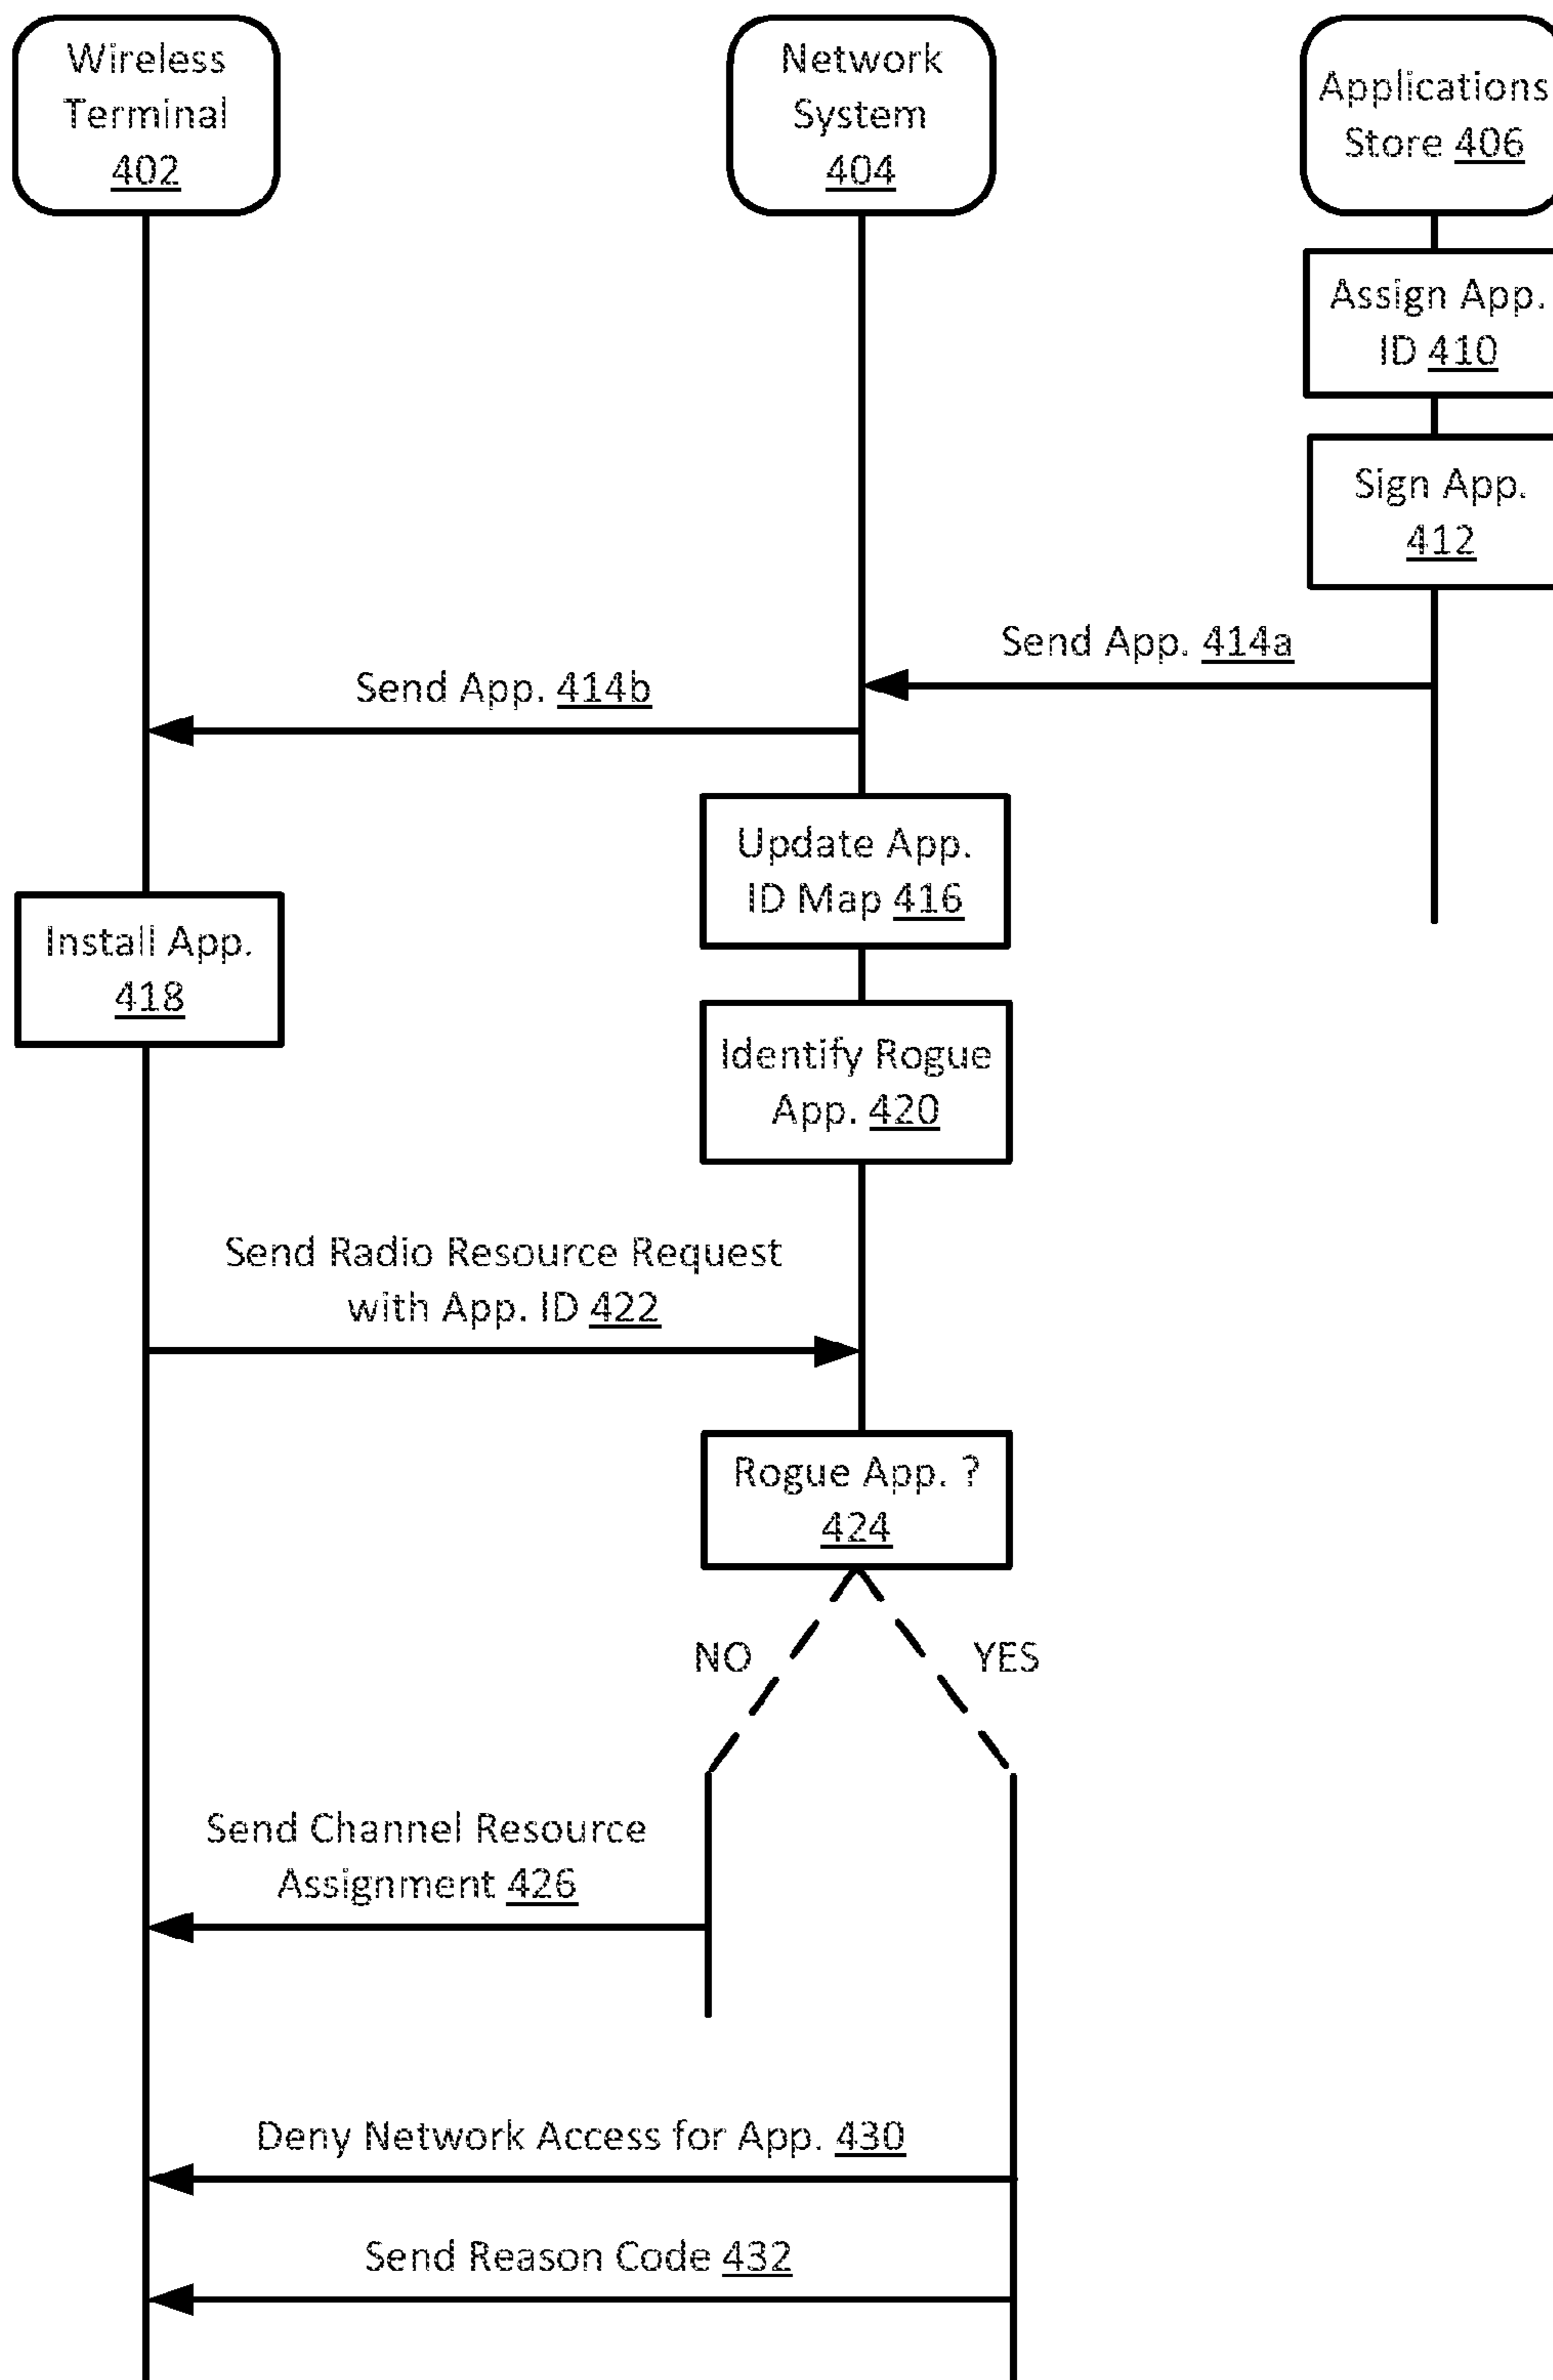 Wireless
Terminal
402
Network
System
404
Applications
Store 406
Assign App.
ID 410
Sign App.
412
Send App. 414a
Send App. 414b
Update App.
ID Map 416
Install App.
418
Identify Rogue
App. 420
Send Radio Resource Request
with App. ID 422
Rogue App. ?
424
NO
YES
Send Channel Resource
Assignment 426
Deny Network Access for App. 430
Send Reason Code 432